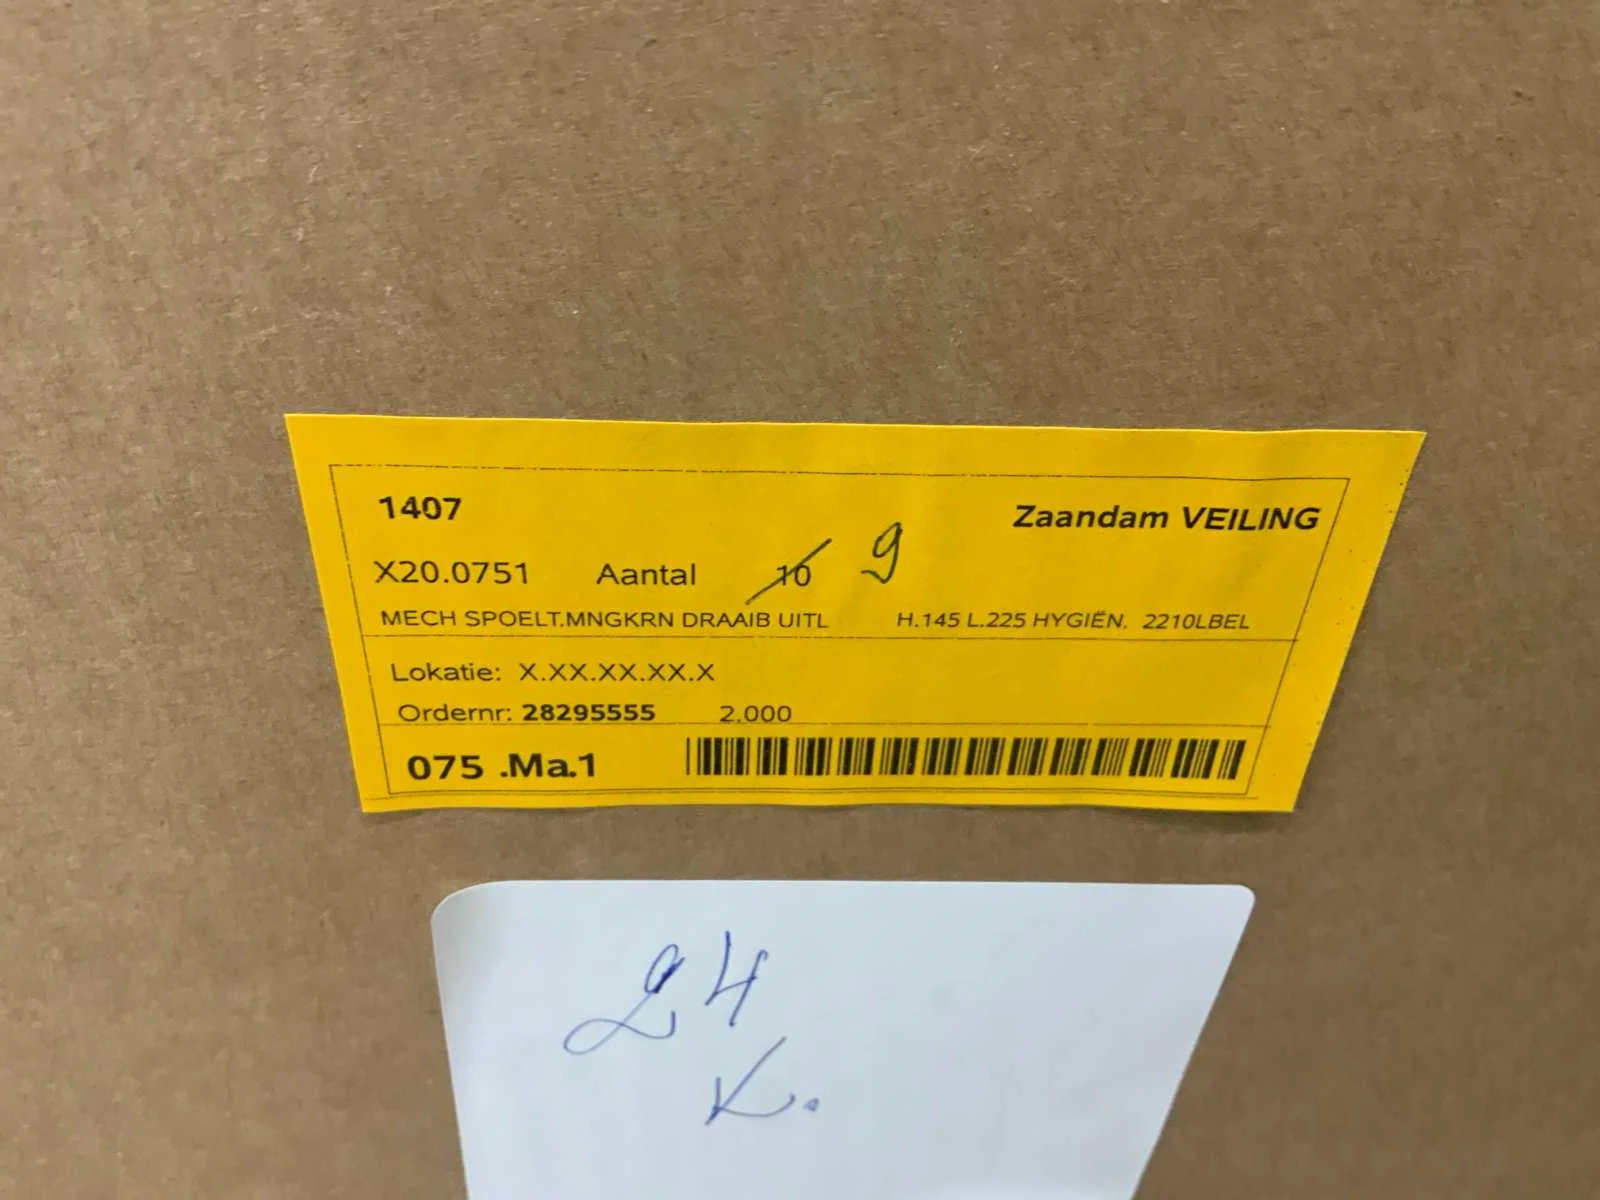 1407 Zaandam VEILING
X20.0751 Aantal 10 9
MECH SPOELT.MNGKRN DRAAIB UITL H.145 L.225 HYGIËN. 2210LBEL
Lokatie: X.XX.XX.XX.X
Ordernr: 28295555 2.000
075 .Ma.1
24
K.